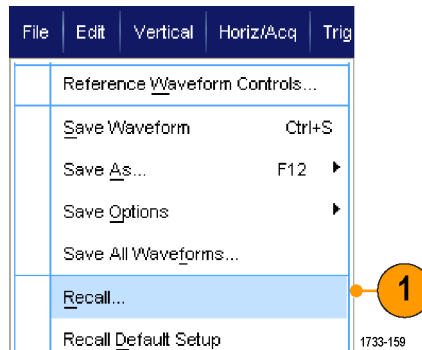 File Edit Vertical Horiz/Acq Trig
Reference Waveform Controls...
Save Waveform Ctrl+S
Save As... F12
Save Options
Save All Waveforms...
Recall...
1
Recall Default Setup
1733-159